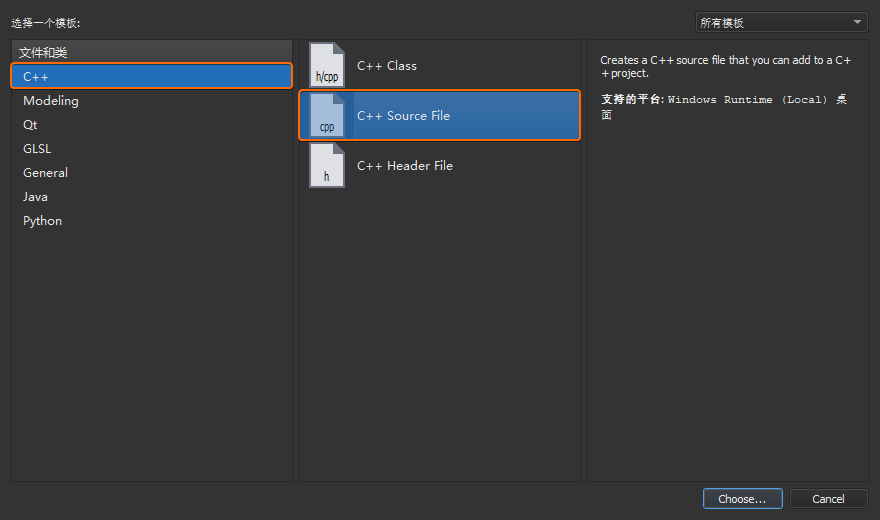 选择一个模板:
所有模板
文件和类
C++
Modeling
Qt
GLSL
General
Java
Python
h/cpp
C++ Class
cpp
C++ Source File
h
C++ Header File
Creates a C++ source file that you can add to a C+
+ project.
支持的平台: Windows Runtime (Local) 桌
面
Choose...
Cancel